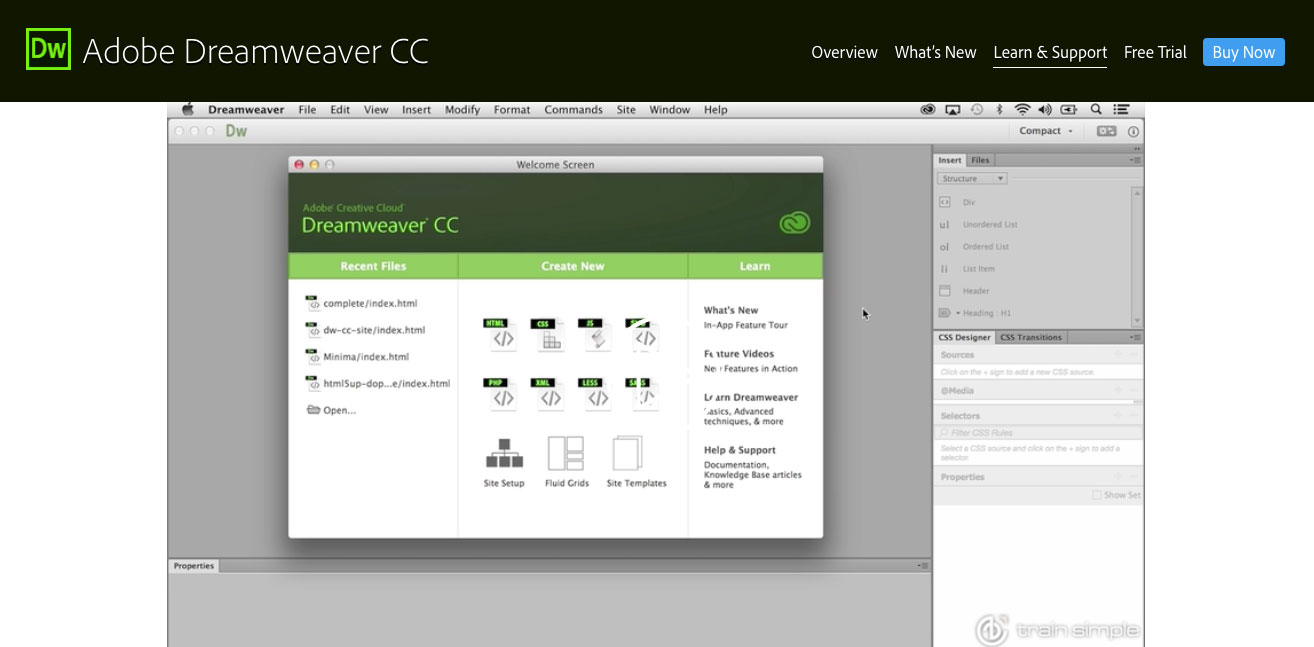 Dw Adobe Dreamweaver CC
Overview What's New Learn & Support Free Trial Buy Now
Dreamweaver File Edit View Insert Modify Format Commands Site Window Help
Dw
Compact
Welcome Screen
Adobe® Creative Cloud™
Dreamweaver® CC
Recent Files
complete/index.html
dw-cc-site/index.html
Minima/index.html
html5up-dop...e/index.html
Open...
Create New
HTML CSS JS
PHP XML LESS
Site Setup Fluid Grids Site Templates
Learn
What's New
In-App Feature Tour
Feature Videos
New Features in Action
Learn Dreamweaver
Basics, Advanced
techniques, & more
Help & Support
Documentation,
Knowledge Base articles
& more
Insert Files
Structure
Div
ul Unordered List
ol Ordered List
li List Item
Header
Heading : H1
CSS Designer CSS Transitions
Sources
Click on the + sign to add a new CSS source.
@Media
Selectors
Filter CSS Rules
Select a CSS source and click on the + sign to add a
selector.
Properties
Show Set
Properties
train simple